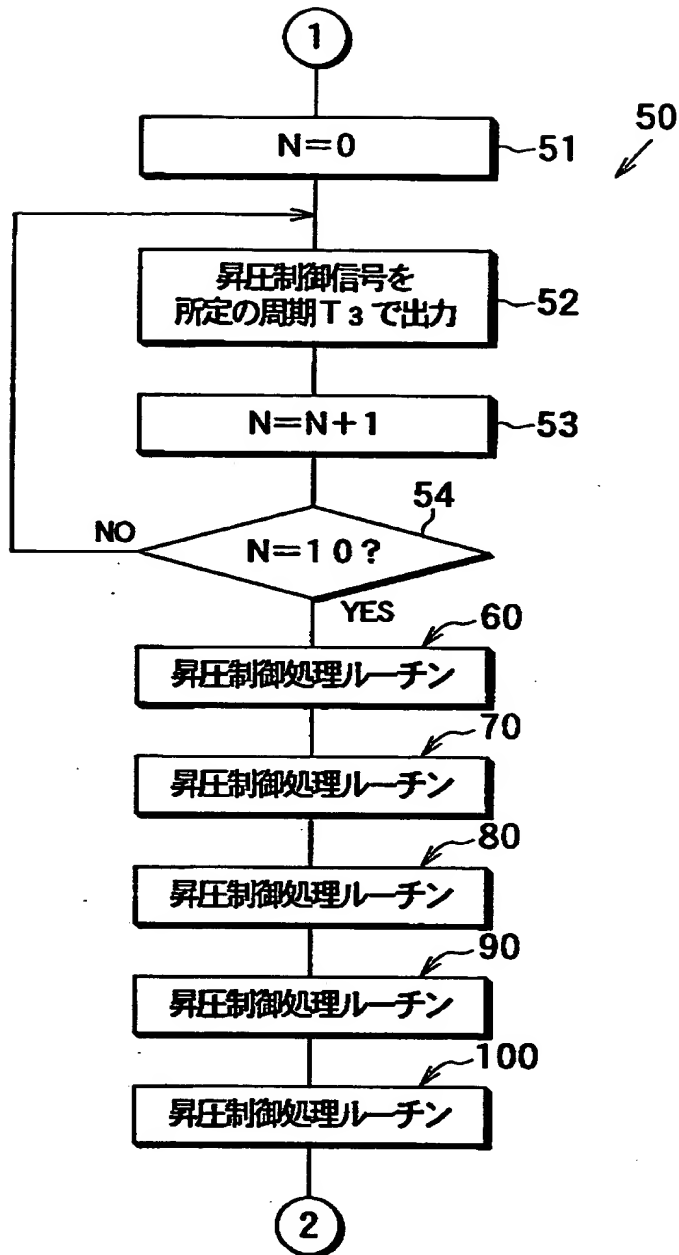 1
N=0
51
50
昇圧制御信号を
所定の周期T3で出力
52
N=N+1
53
54
NO
N=10?
YES
60
昇圧制御処理ルーチン
70
昇圧制御処理ルーチン
80
昇圧制御処理ルーチン
90
昇圧制御処理ルーチン
100
昇圧制御処理ルーチン
2